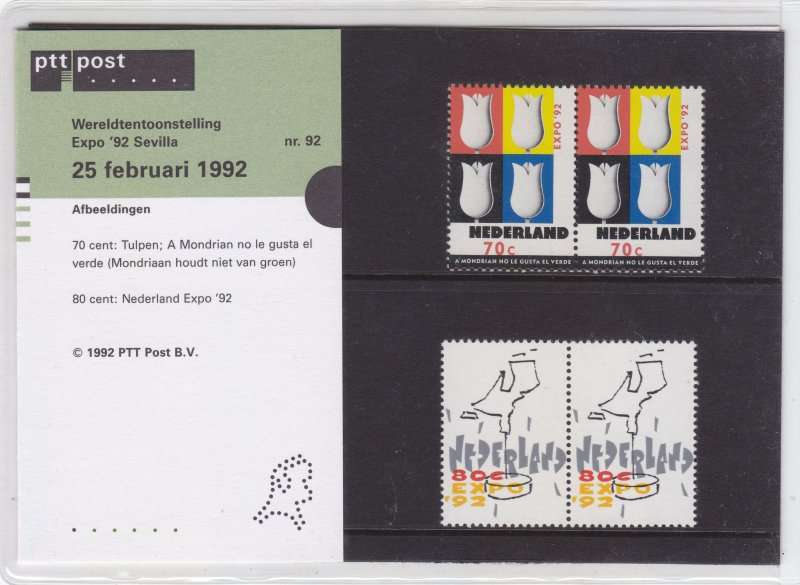 ptt post
Wereldtentoonstelling
Expo '92 Sevilla nr. 92
25 februari 1992
Afbeeldingen
70 cent: Tulpen; A Mondrian no le gusta el
verde (Mondriaan houdt niet van groen)
80 cent: Nederland Expo '92
© 1992 PTT Post B.V.
EXPO '92
NEDERLAND
70c
A MONDRIAN NO LE GUSTA EL VERDE
EXPO '92
NEDERLAND
70c
A MONDRIAN NO LE GUSTA EL VERDE
NEDERLAND
80c
EXPO
'92
NEDERLAND
80c
EXPO
'92